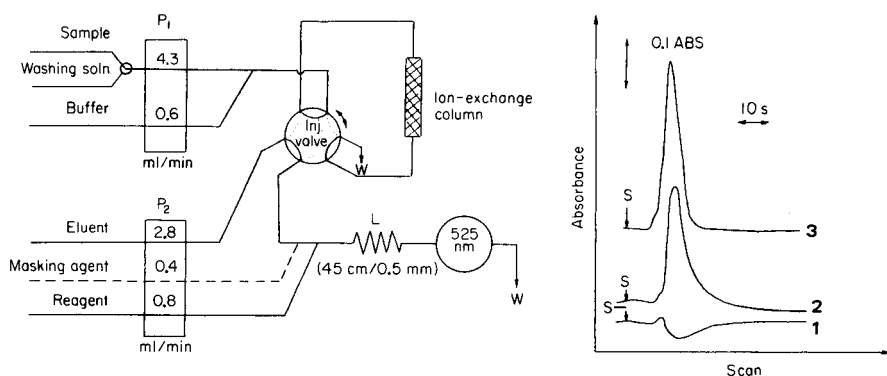 P1
Sample
4.3
Washing soln.
Buffer
0.6
ml/min
Inj.
valve
W
Ion-exchange
column
P2
Eluent
2.8
Masking agent
0.4
Reagent
0.8
ml/min
L
(45 cm/0.5 mm)
525
nm
W
Absorbance
0.1 ABS
10 s
S
3
S
2
S
1
Scan